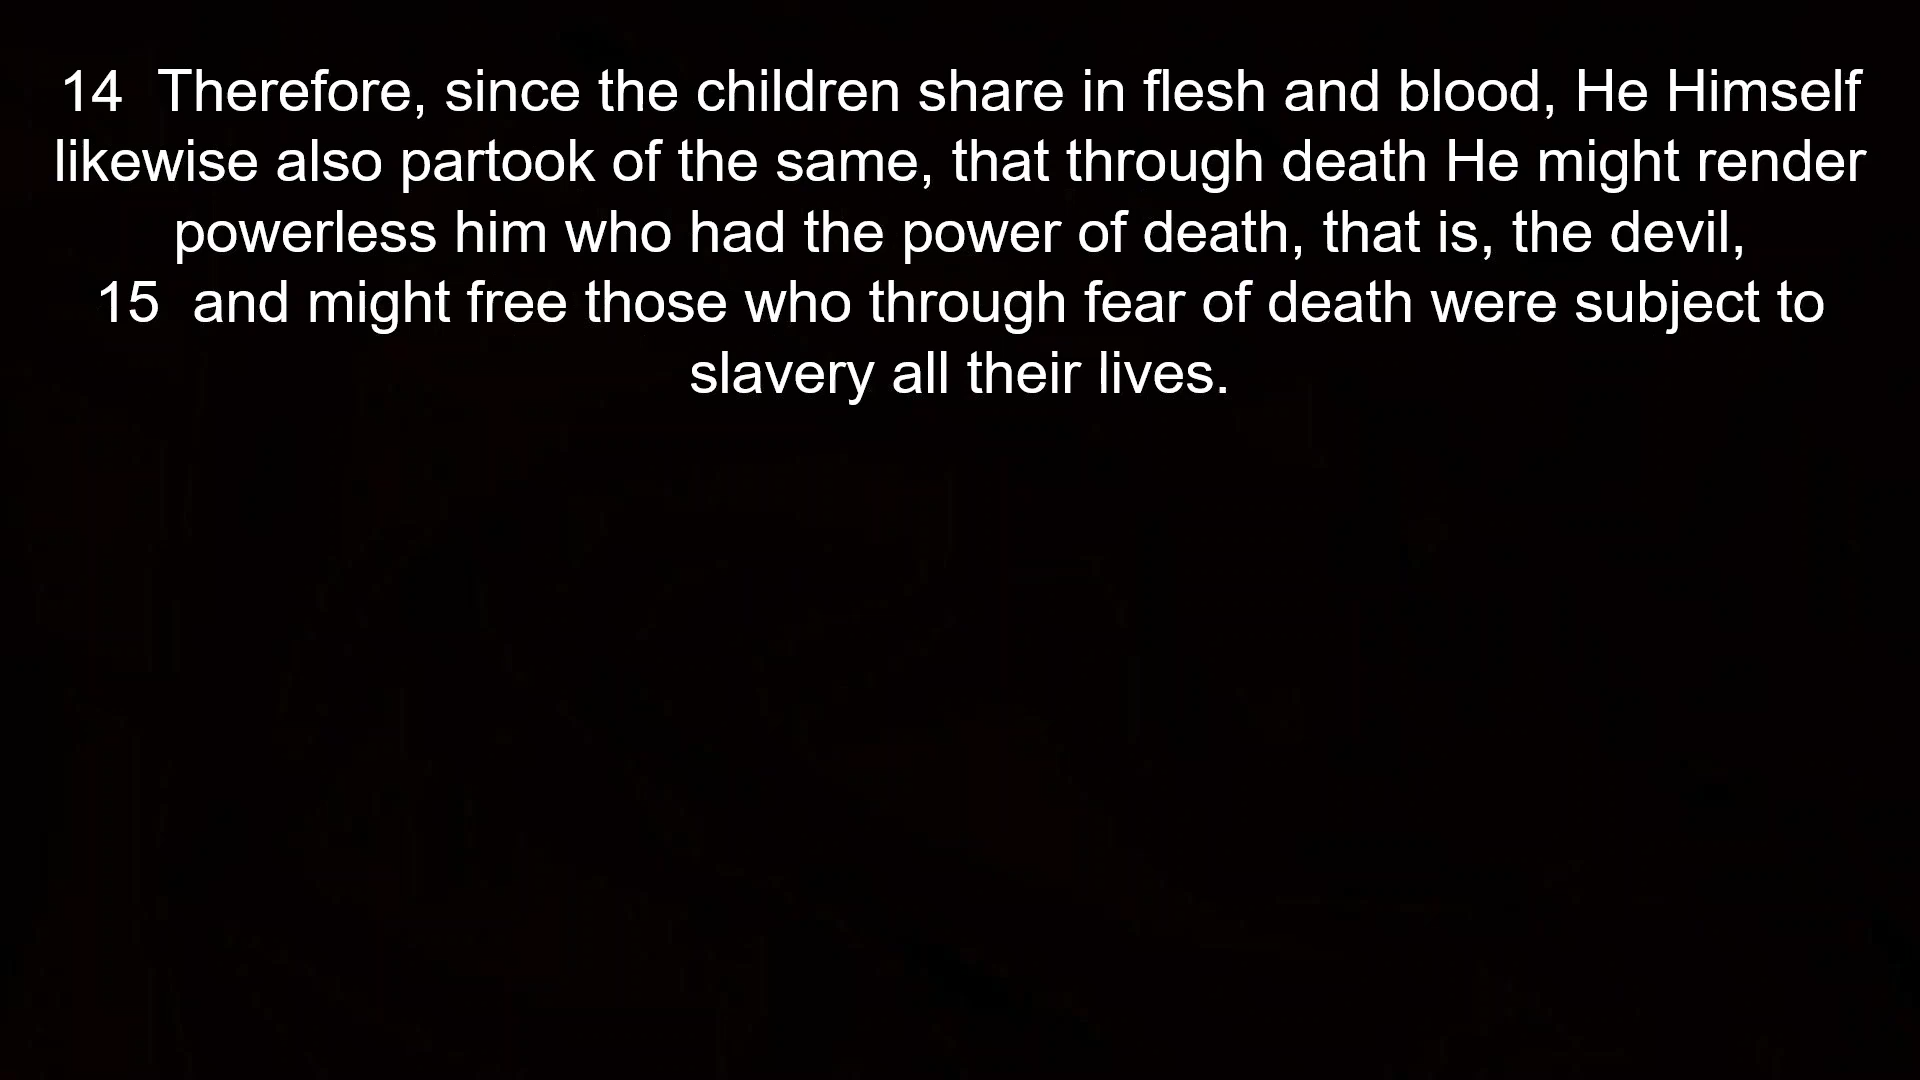 14  Therefore, since the children share in flesh and blood, He Himself
likewise also partook of the same, that through death He might render
powerless him who had the power of death, that is, the devil,
15  and might free those who through fear of death were subject to
slavery all their lives.